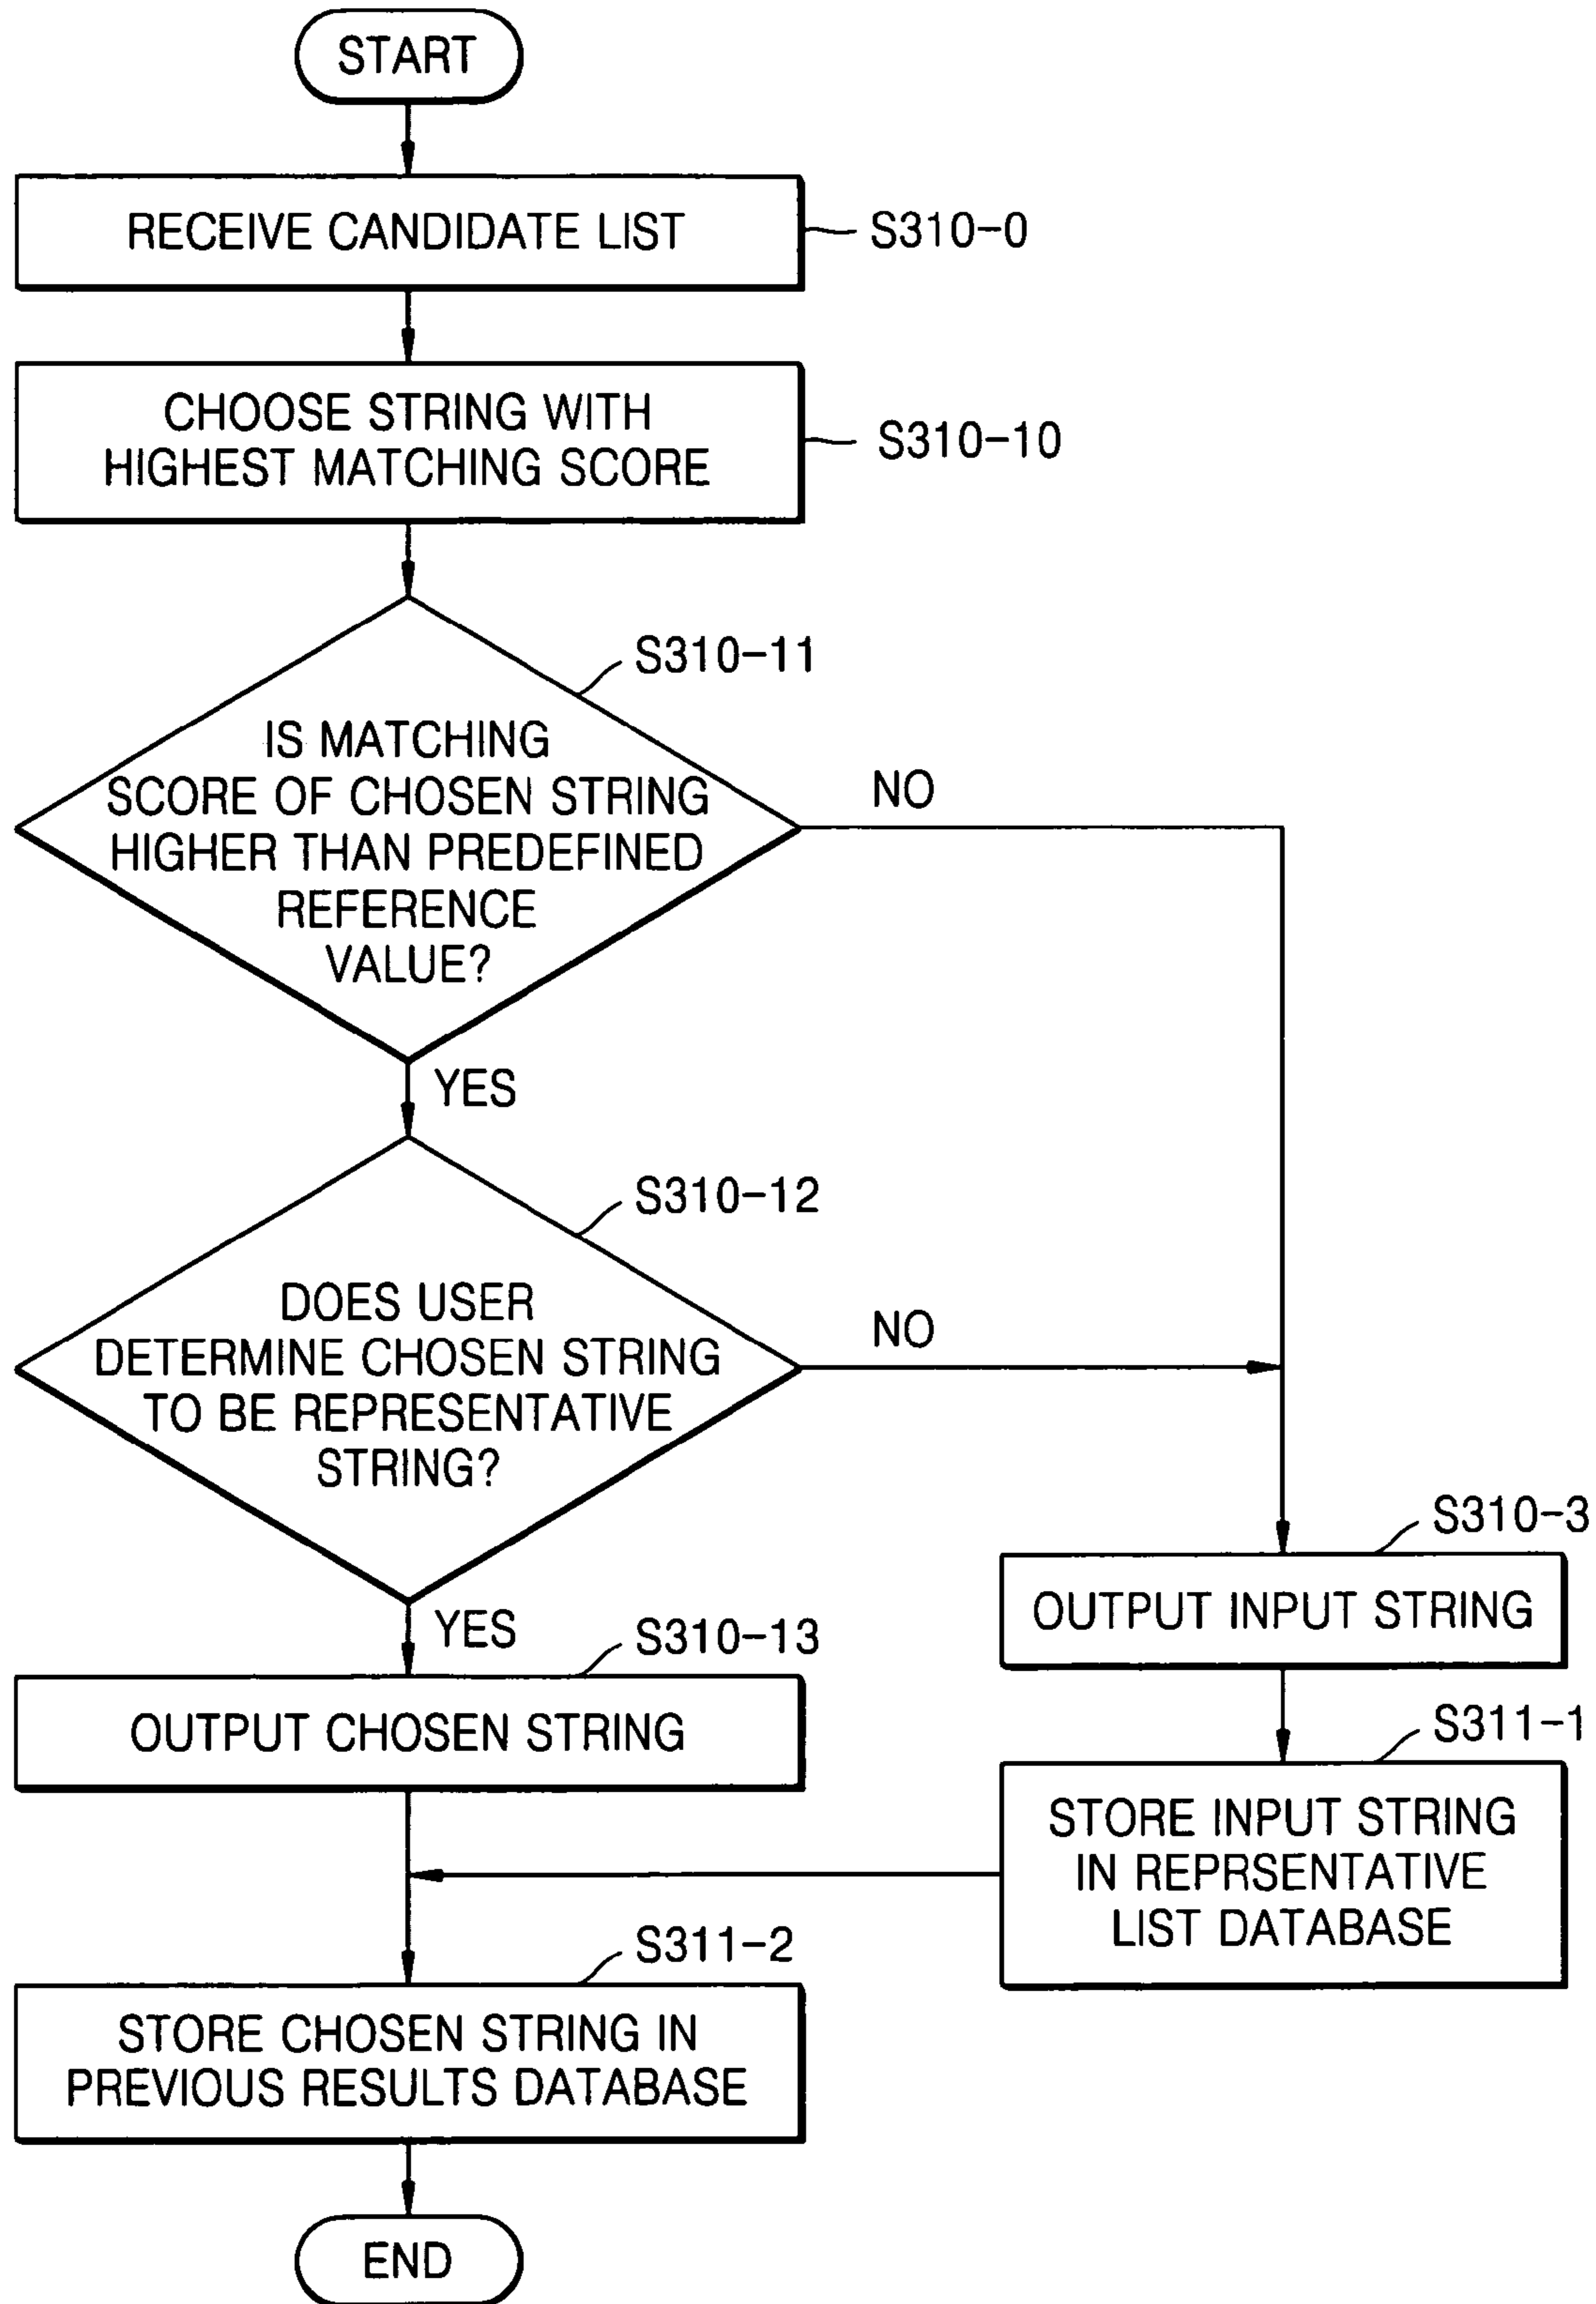 START
RECEIVE CANDIDATE LIST
S310-0
CHOOSE STRING WITH
HIGHEST MATCHING SCORE
S310-10
S310-11
IS MATCHING
SCORE OF CHOSEN STRING
HIGHER THAN PREDEFINED
REFERENCE
VALUE?
NO
YES
S310-12
DOES USER
DETERMINE CHOSEN STRING
TO BE REPRESENTATIVE
STRING?
NO
YES
S310-3
OUTPUT INPUT STRING
S310-13
OUTPUT CHOSEN STRING
S311-1
STORE INPUT STRING
IN REPRSENTATIVE
LIST DATABASE
S311-2
STORE CHOSEN STRING IN
PREVIOUS RESULTS DATABASE
END